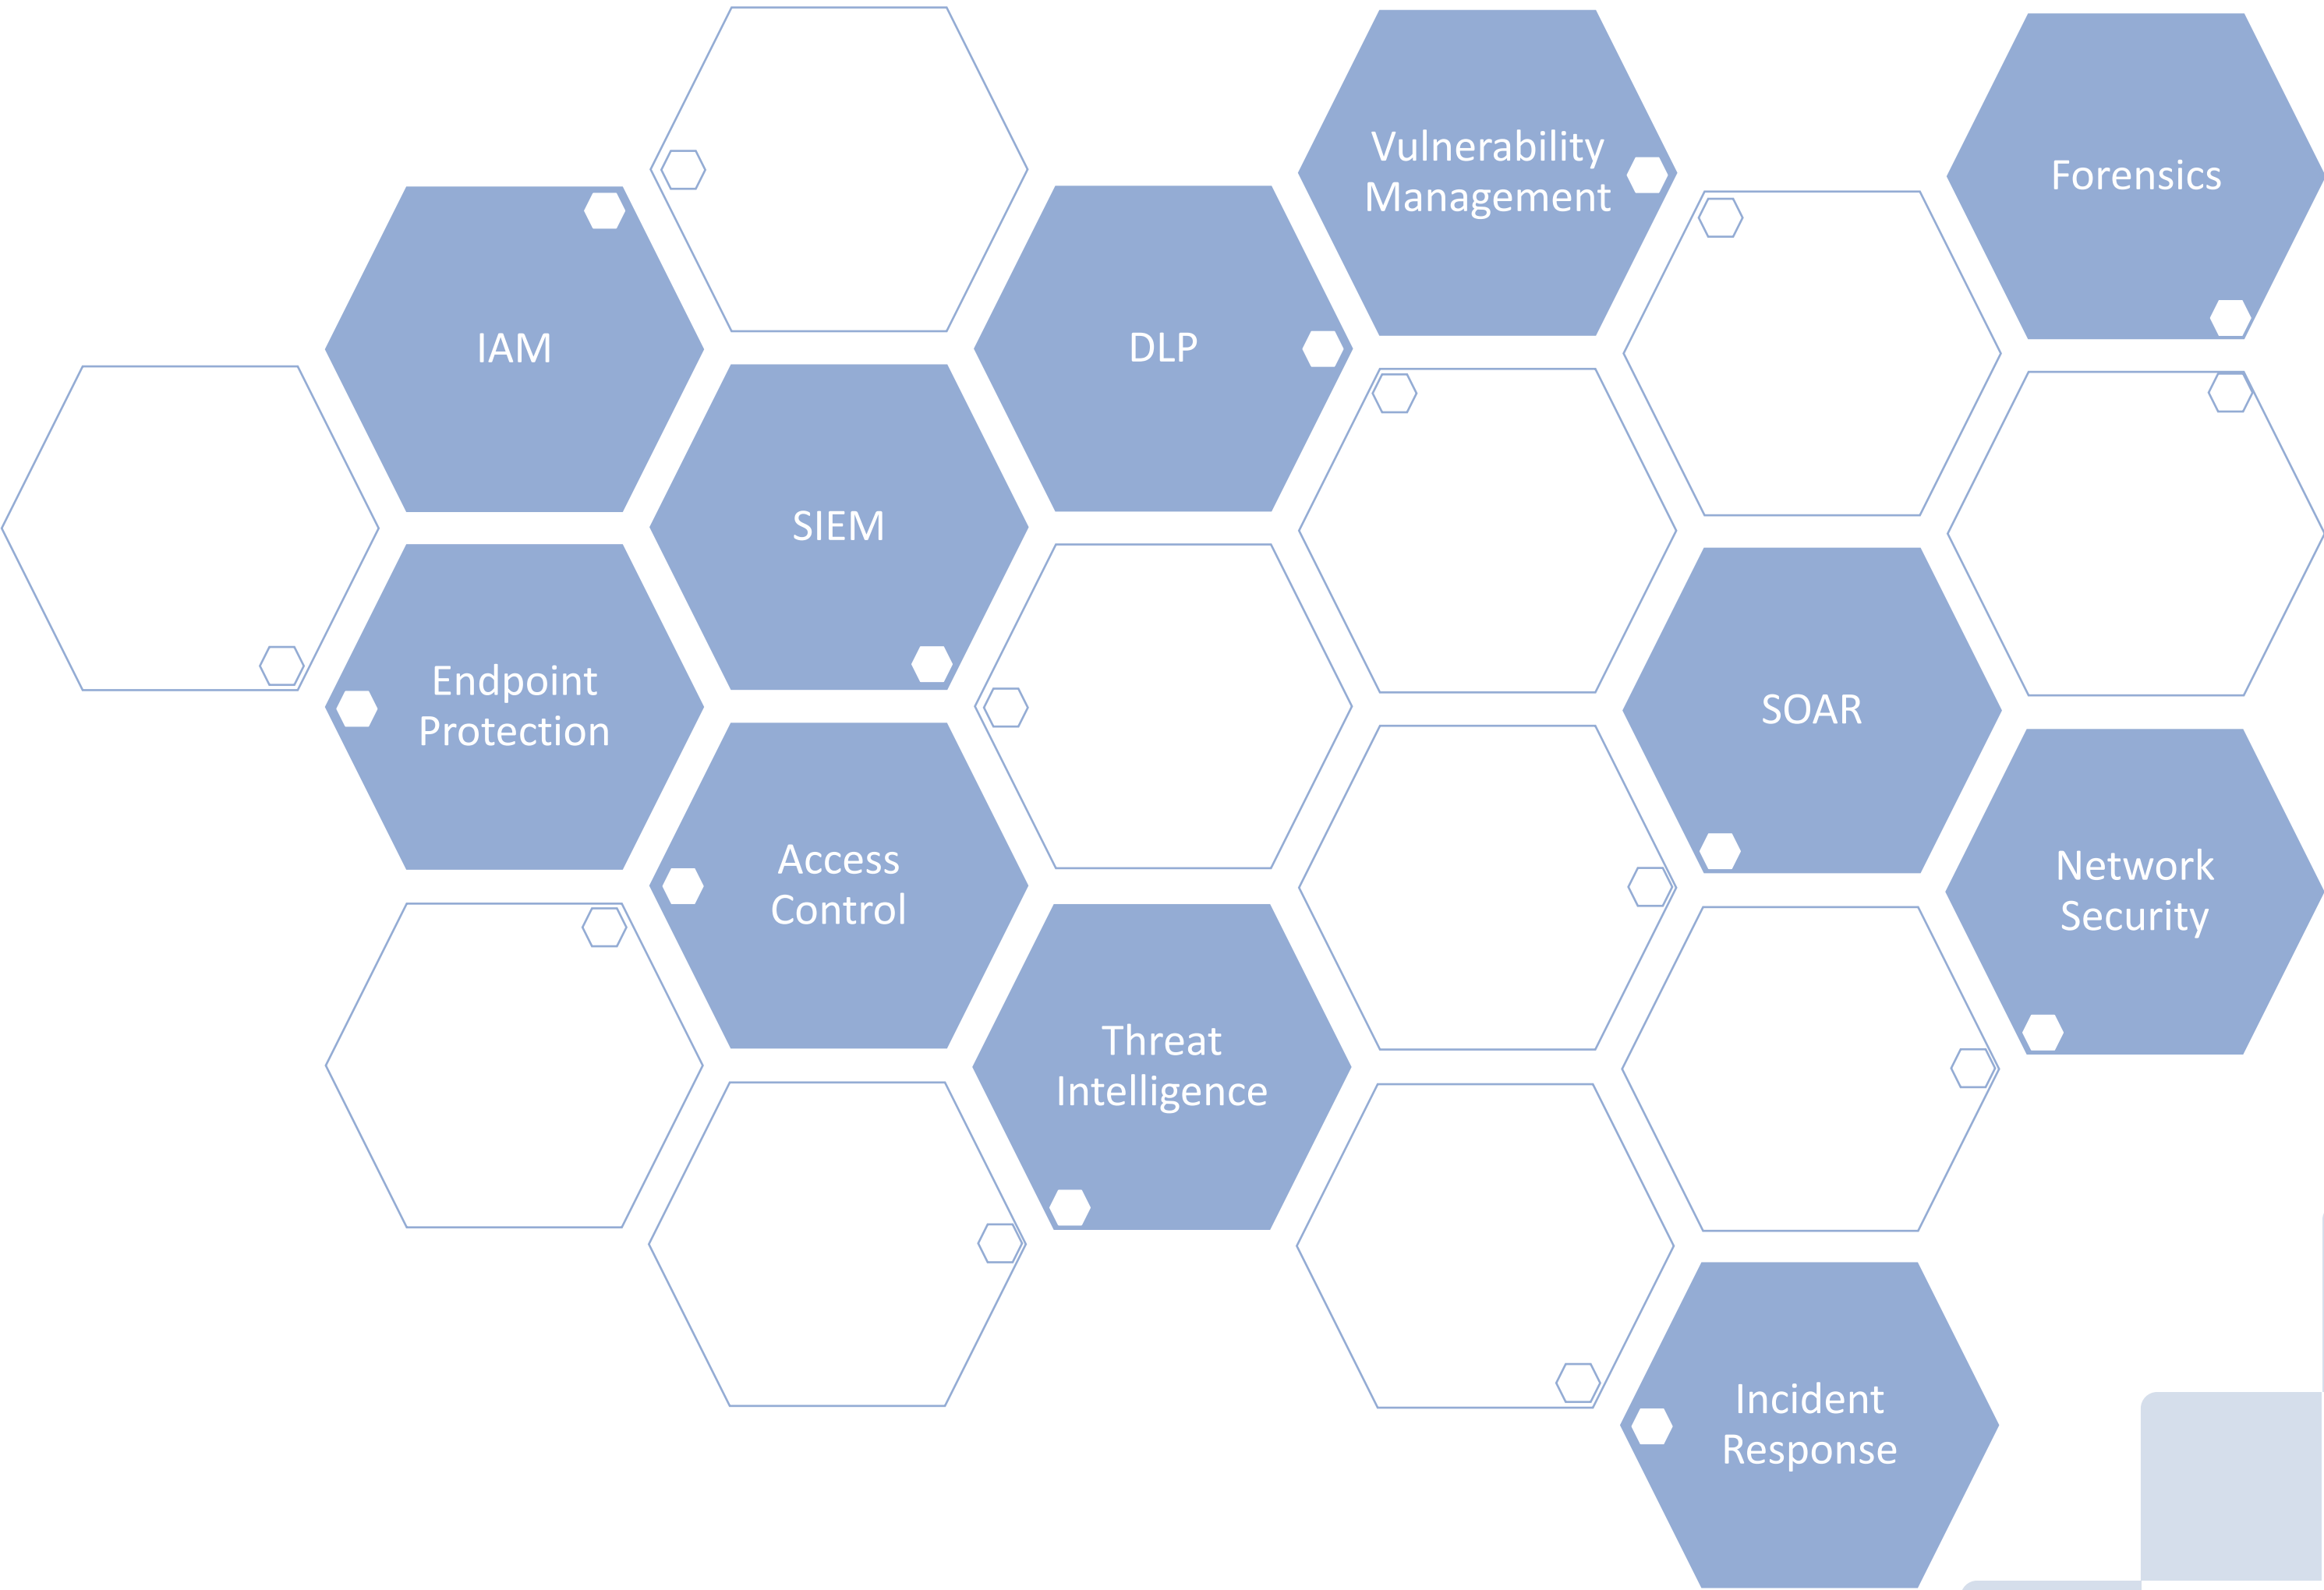 Vulnerability
Management
Forensics
IAM
DLP
SIEM
Endpoint
Protection
SOAR
Access
Control
Network
Security
Threat
Intelligence
Incident
Response